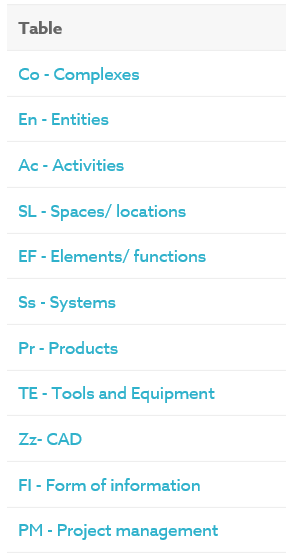 Table
Co - Complexes
En - Entities
Ac - Activities
SL - Spaces/ locations
EF - Elements/ functions
Ss - Systems
Pr - Products
TE - Tools and Equipment
Zz- CAD
FI - Form of information
PM - Project management